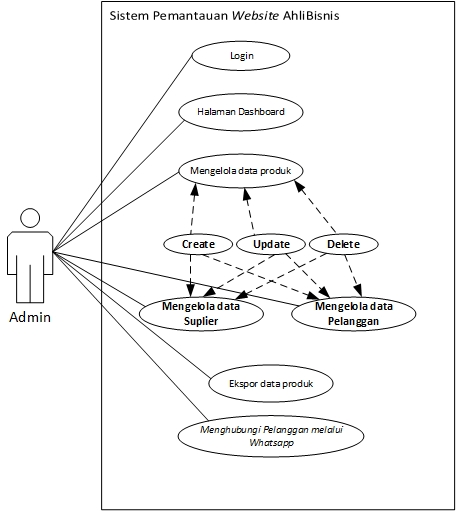 Sistem Pemantauan Website AhliBisnis
Login
Halaman Dashboard
Mengelola data produk
Create
Update
Delete
Mengelola data
Suplier
Mengelola data
Pelanggan
Admin
Ekspor data produk
Menghubungi Pelanggan melalui
Whatsapp